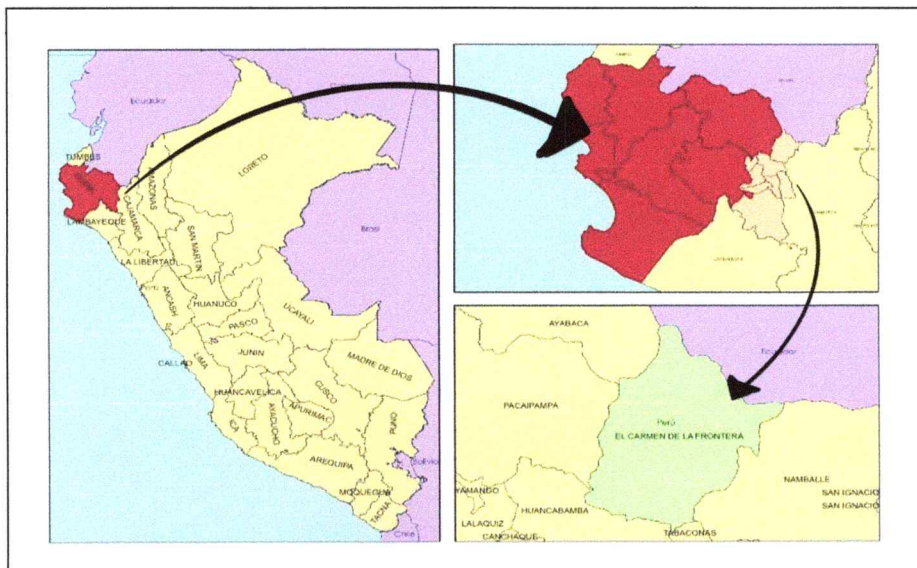 Ecuador
TUMBES
LORETO
AMAZONAS
CAJAMARCA
LAMBAYEQUE
SAN MARTIN
Brasil
LA LIBERTAD
Perú
ANCASH
HUANUCO
UCAYALI
PASCO
LIMA
JUNIN
CALLAO
MADRE DE DIOS
CUSCO
HUANCAVELICA
APURIMAC
AYACUCHO
ICA
PUNO
AREQUIPA
Bolivia
MOQUEGUA
TACNA
Chile
AYABACA
Ecuador
PACAIPAMPA
Perú
EL CARMEN DE LA FRONTERA
NAMBALLE
YAMANGO
SAN IGNACIO
SAN IGNACIO
HUANCABAMBA
LALAQUIZ
TABACONAS
CANCHAQUE